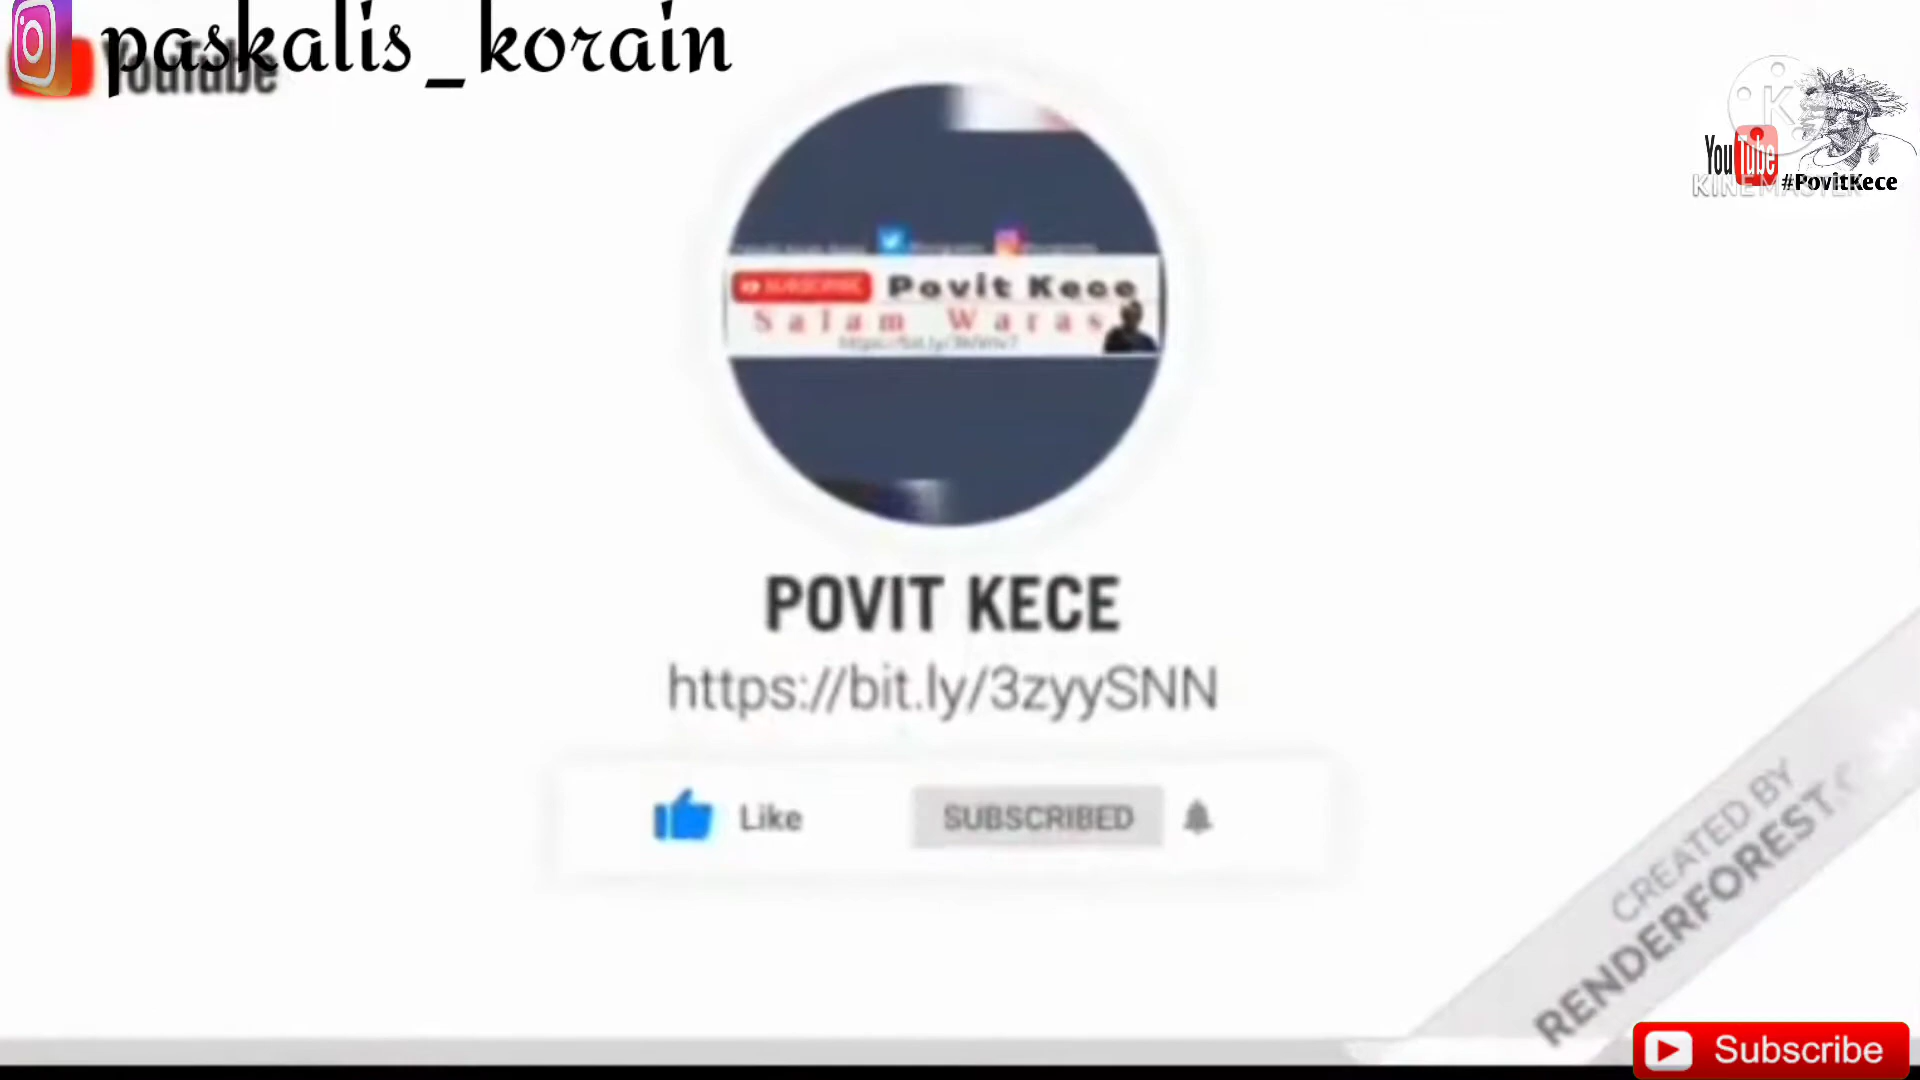 paskalis_korain
YouTube
YouTube
#PovitKece
KINEMASTER
SUBSCRIBE
Povit Kece
Salam Waras
POVIT KECE
https://bit.ly/3zyySNN
Like
SUBSCRIBED
CREATED BY
RENDERFOREST
Subscribe